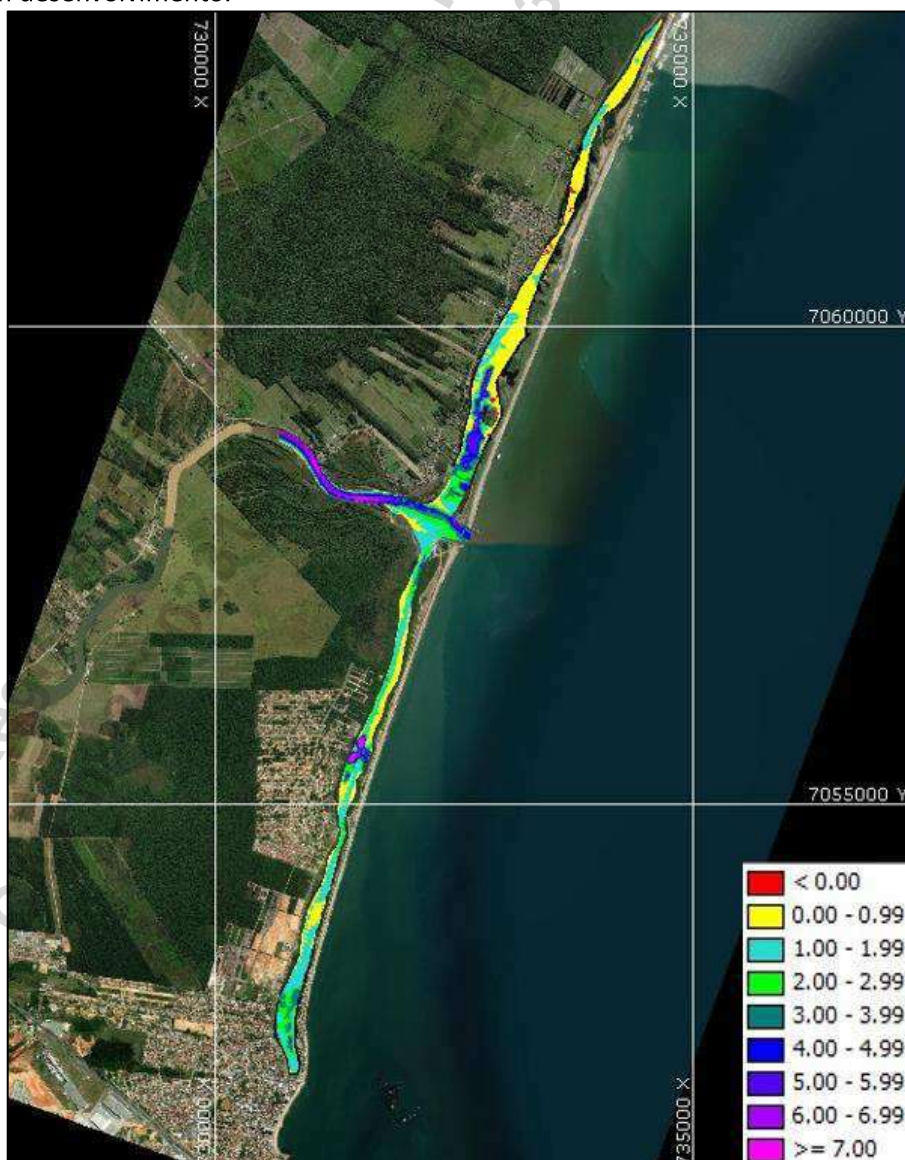 desenvolvimento.
730000 X
735000 X
7060000 Y
7055000 Y
735000 X
< 0.00
0.00 - 0.99
1.00 - 1.99
2.00 - 2.99
3.00 - 3.99
4.00 - 4.99
5.00 - 5.99
6.00 - 6.99
>= 7.00